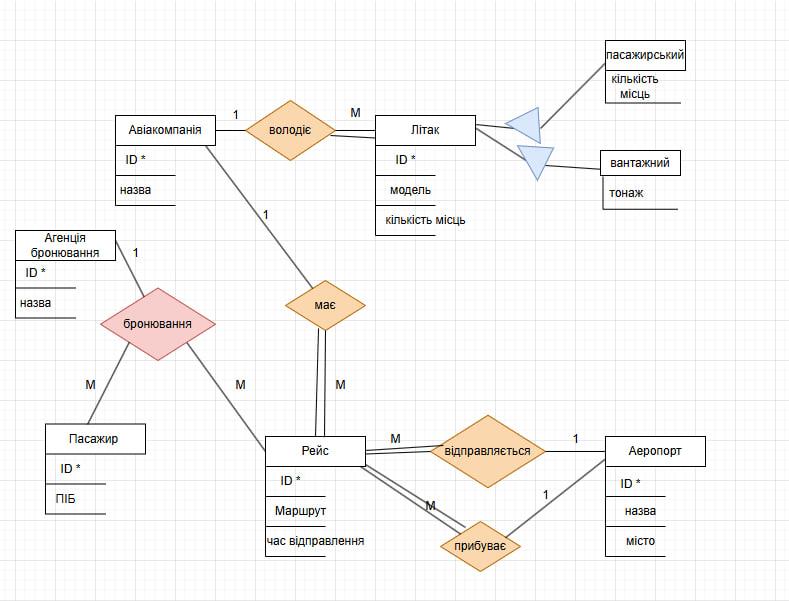 пасажирський
кількість
місць
1
М
Авіакомпанія
володіє
Літак
ID *
назва
ID *
модель
кількість місць
вантажний
тонаж
1
Агенція
бронювання
1
ID *
назва
бронювання
має
М
М
М
Пасажир
ID *
ПІБ
Рейс
ID *
Маршрут
час відправлення
М
відправляється
1
Аеропорт
ID *
назва
місто
М
1
прибуває